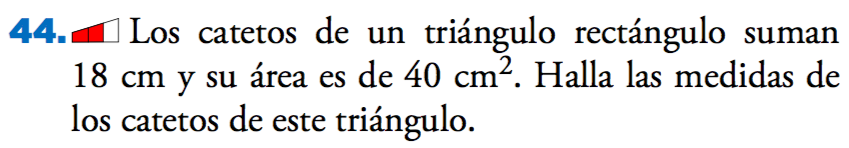 44. Los catetos de un triángulo rectángulo suman
18 cm y su área es de 40 cm². Halla las medidas de
los catetos de este triángulo.